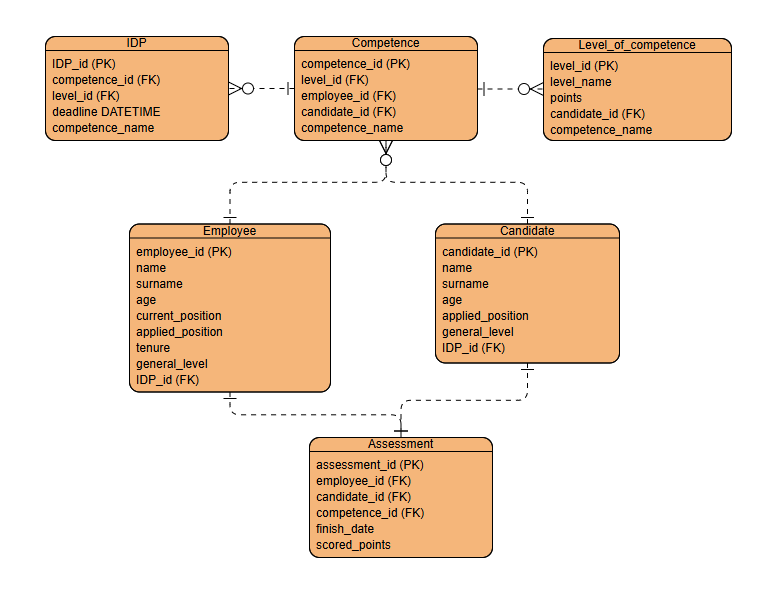 IDP
IDP_id (PK)
competence_id (FK)
level_id (FK)
deadline DATETIME
competence_name
Competence
competence_id (PK)
level_id (FK)
employee_id (FK)
candidate_id (FK)
competence_name
Level_of_competence
level_id (PK)
level_name
points
candidate_id (FK)
competence_name
Employee
employee_id (PK)
name
surname
age
current_position
applied_position
tenure
general_level
IDP_id (FK)
Candidate
candidate_id (PK)
name
surname
age
applied_position
general_level
IDP_id (FK)
Assessment
assessment_id (PK)
employee_id (FK)
candidate_id (FK)
competence_id (FK)
finish_date
scored_points